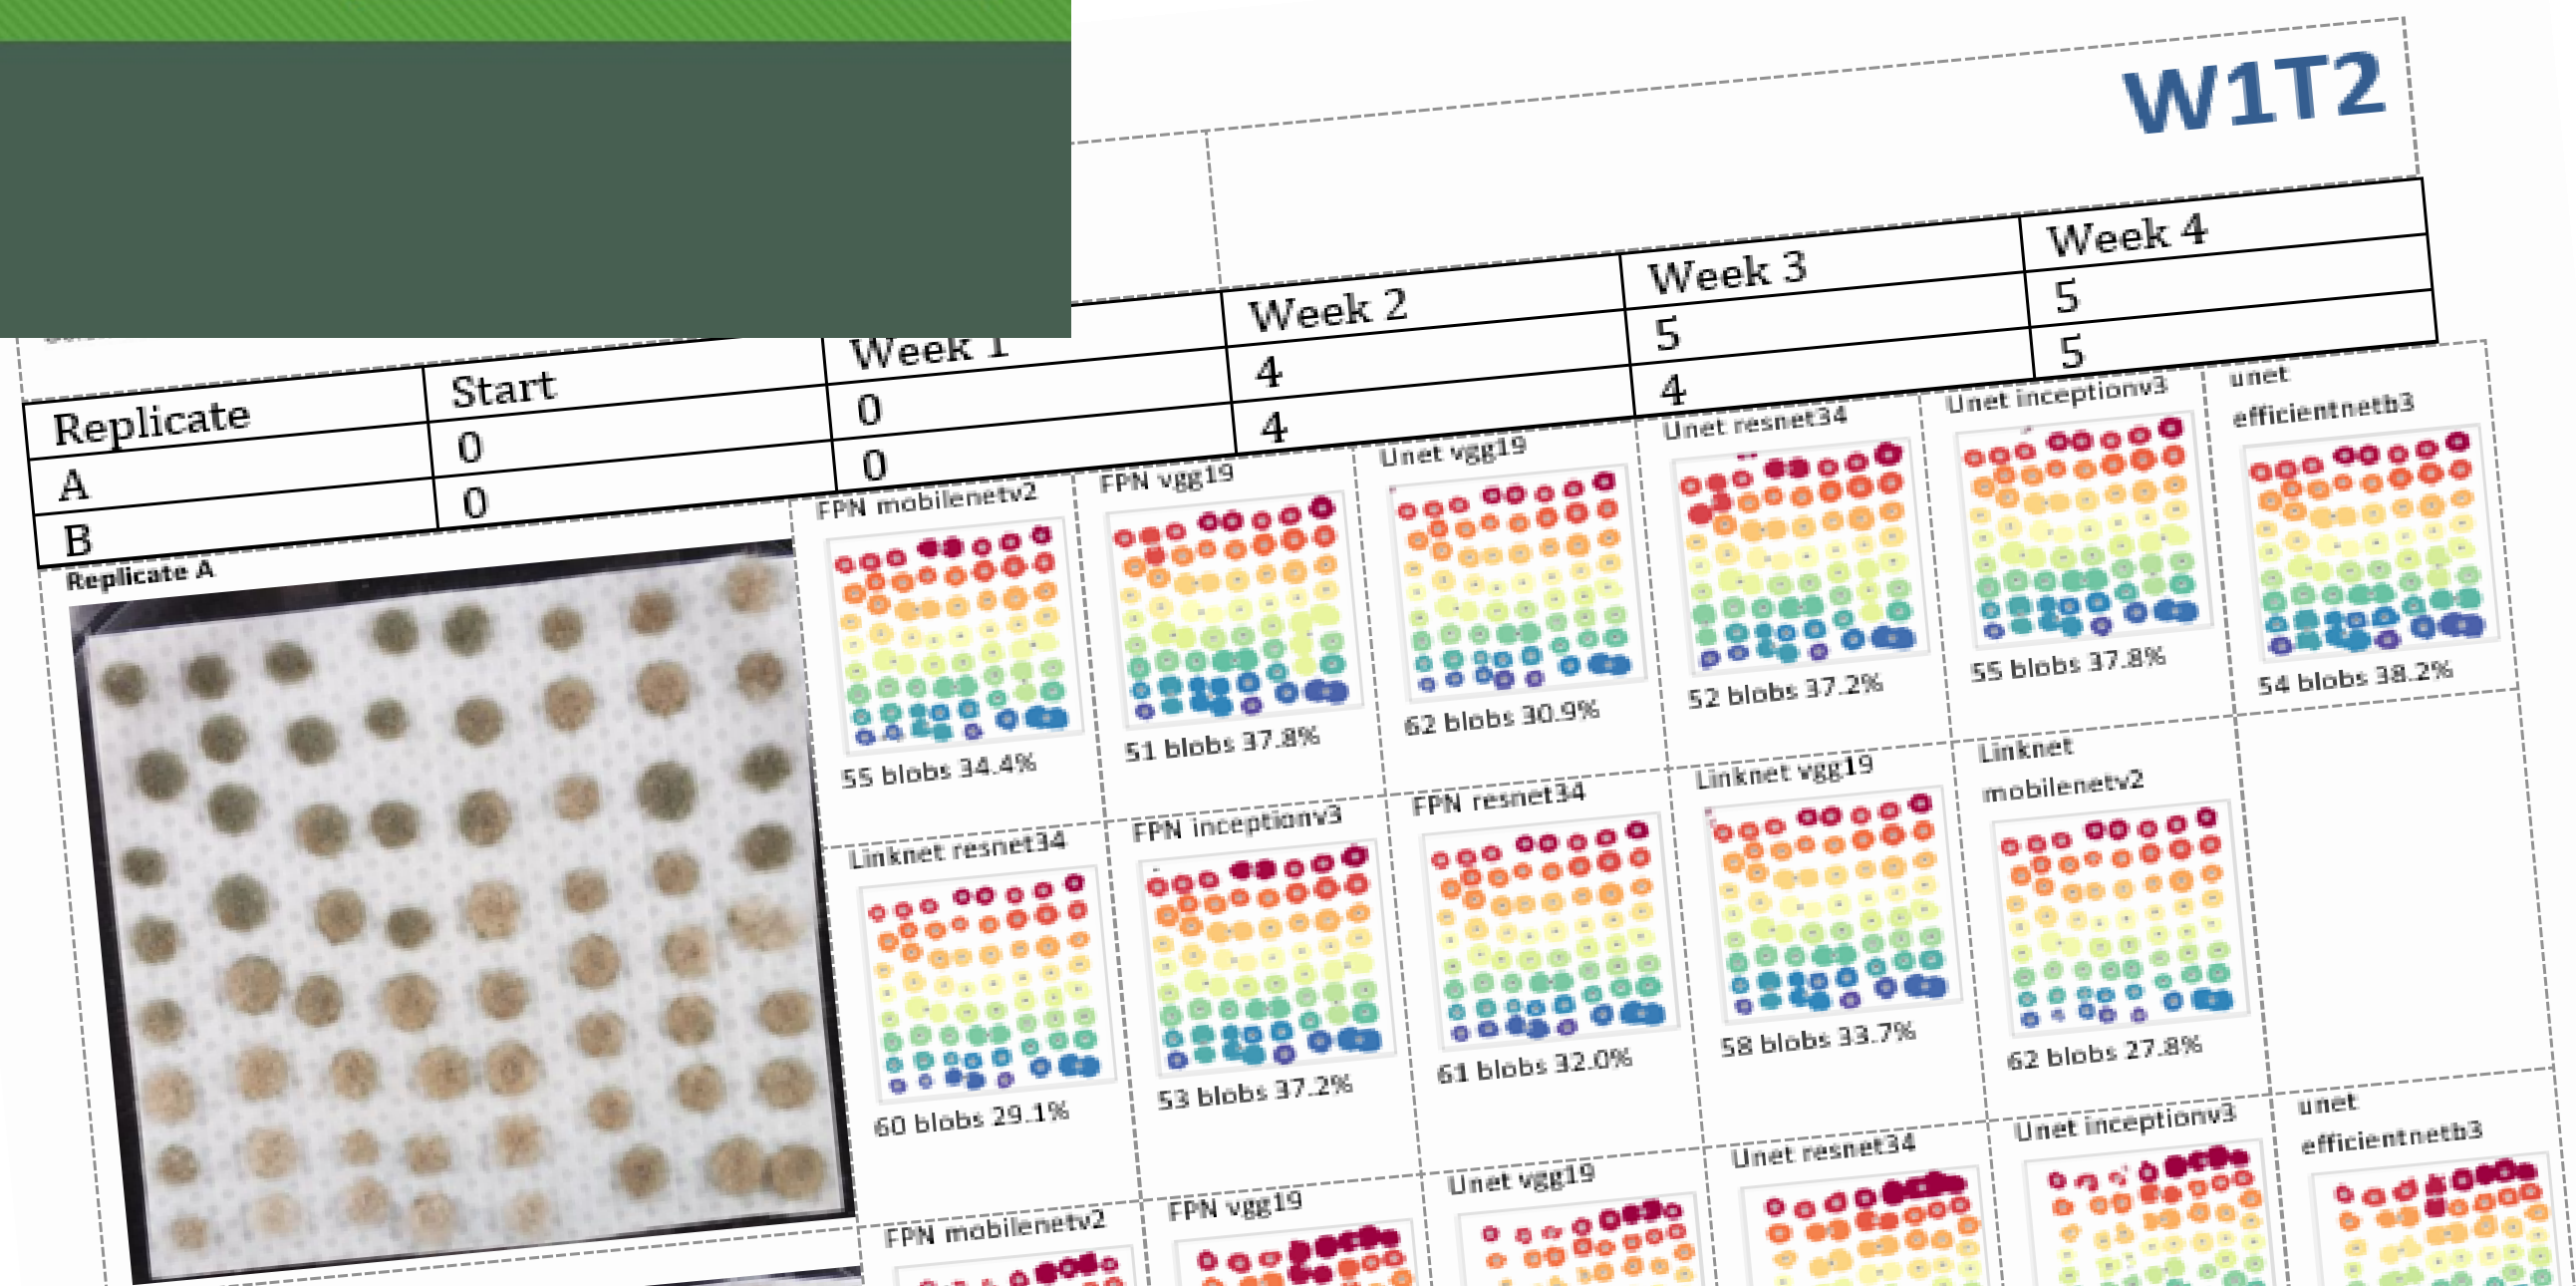 W1T2
Replicate Start Week 1 Week 2 Week 3 Week 4
A 0 0 4 5 5
B 0 0 4 4 5
Replicate A
FPN mobilenetv2
55 blobs 34.4%
FPN vgg19
51 blobs 37.8%
Unet vgg19
62 blobs 30.9%
Unet resnet34
52 blobs 37.2%
Unet inceptionv3
55 blobs 37.8%
unet
efficientnetb3
54 blobs 38.2%
Linknet resnet34
60 blobs 29.1%
FPN inceptionv3
53 blobs 37.2%
FPN resnet34
61 blobs 32.0%
Linknet vgg19
58 blobs 33.7%
Linknet
mobilenetv2
62 blobs 27.8%
FPN mobilenetv2
FPN vgg19
Unet vgg19
Unet resnet34
Unet inceptionv3
unet
efficientnetb3